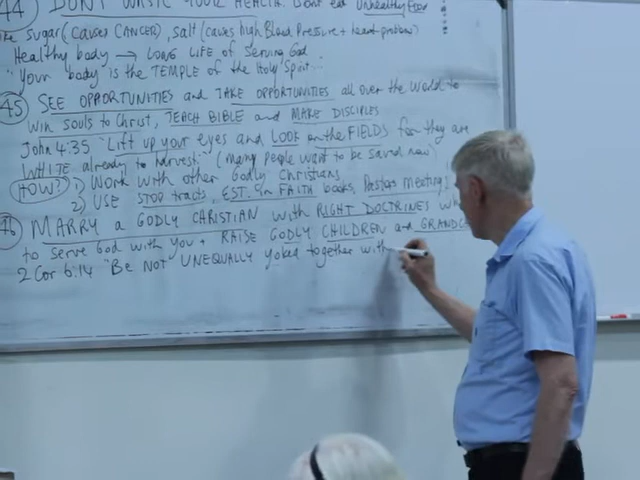 44 DON'T WASTE YOUR HEALTH. Don't eat Unhealthy Food
sugar (CAUSES CANCER), salt (causes high Blood Pressure + heart problem)
Healthy body → LONG LIFE of Serving God
"Your body is the TEMPLE of the Holy Spirit..
45 SEE OPPORTUNITIES and TAKE OPPORTUNITIES all over the World to
win souls to Christ, TEACH BIBLE and MAKE DISCIPLES
John 4:35 "Lift up your eyes and LOOK on the FIELDS for they are
WHITE already to harvest." (Many people want to be saved now)
HOW? 1) Work with other Godly Christians
2) USE STOP tracts, EST. in FAITH books, Pastors Meeting!
46 MARRY a GODLY CHRISTIAN with RIGHT DOCTRINES
to serve God with you + RAISE GODLY CHILDREN and GRANDC
2 Cor 6:14 "Be NOT UNEQUALLY yoked together with